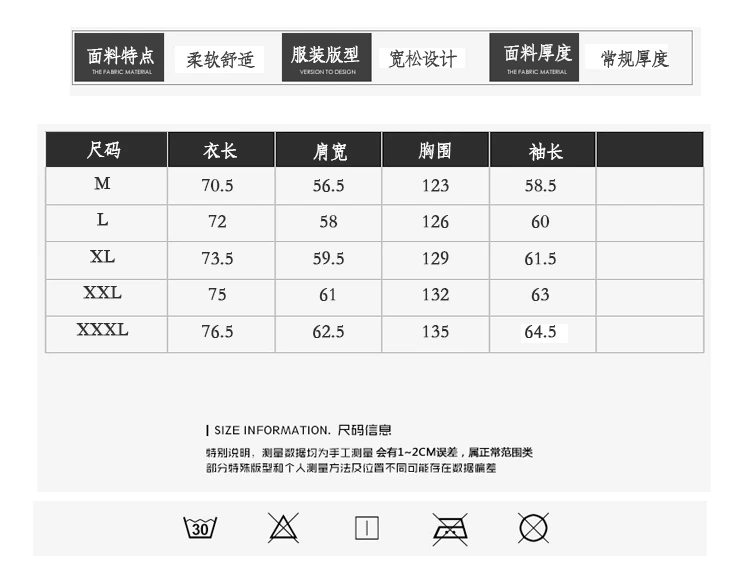 面料特点 柔软舒适 服装版型 宽松设计 面料厚度 常规厚度
THE FABRIC MATERIAL VERSION TO DESIGN THE FABRIC MATERIAL
尺码 衣长 肩宽 胸围 袖长
M 70.5 56.5 123 58.5
L 72 58 126 60
XL 73.5 59.5 129 61.5
XXL 75 61 132 63
XXXL 76.5 62.5 135 64.5
SIZE INFORMATION. 尺码信息
特别说明，测量数据均为手工测量 会有1~2CM误差，属正常范围类
部分特殊版型和个人测量方法及位置不同可能存在数据偏差
30